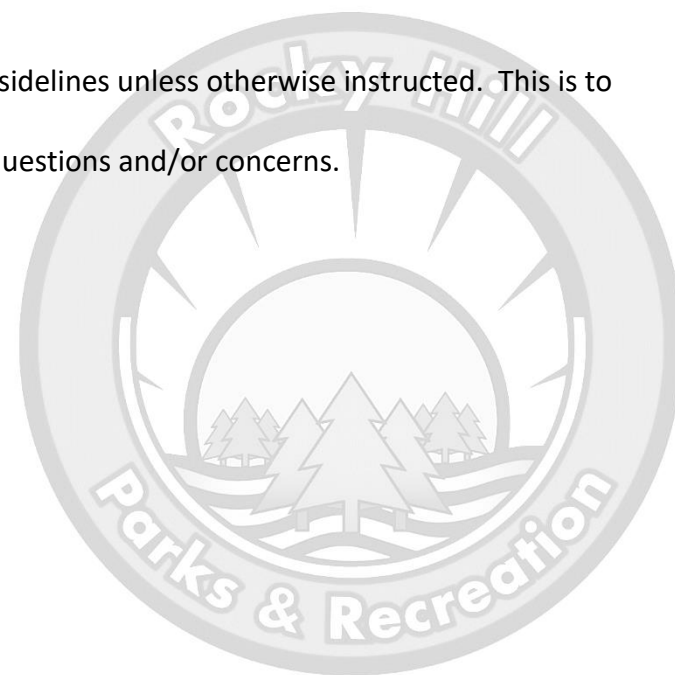 sidelines unless otherwise instructed. This is to
uestions and/or concerns.
Rocky Hill
Parks & Recreation